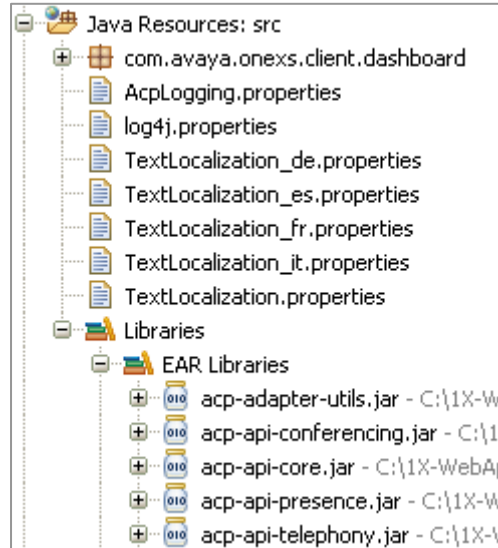 Java Resources: src
com.avaya.onexs.client.dashboard
AcpLogging.properties
log4j.properties
TextLocalization_de.properties
TextLocalization_es.properties
TextLocalization_fr.properties
TextLocalization_it.properties
TextLocalization.properties
Libraries
EAR Libraries
acp-adapter-utils.jar - C:\1X-W
acp-api-conferencing.jar - C:\1
acp-api-core.jar - C:\1X-WebAp
acp-api-presence.jar - C:\1X-W
acp-api-telephony.jar - C:\1X-W